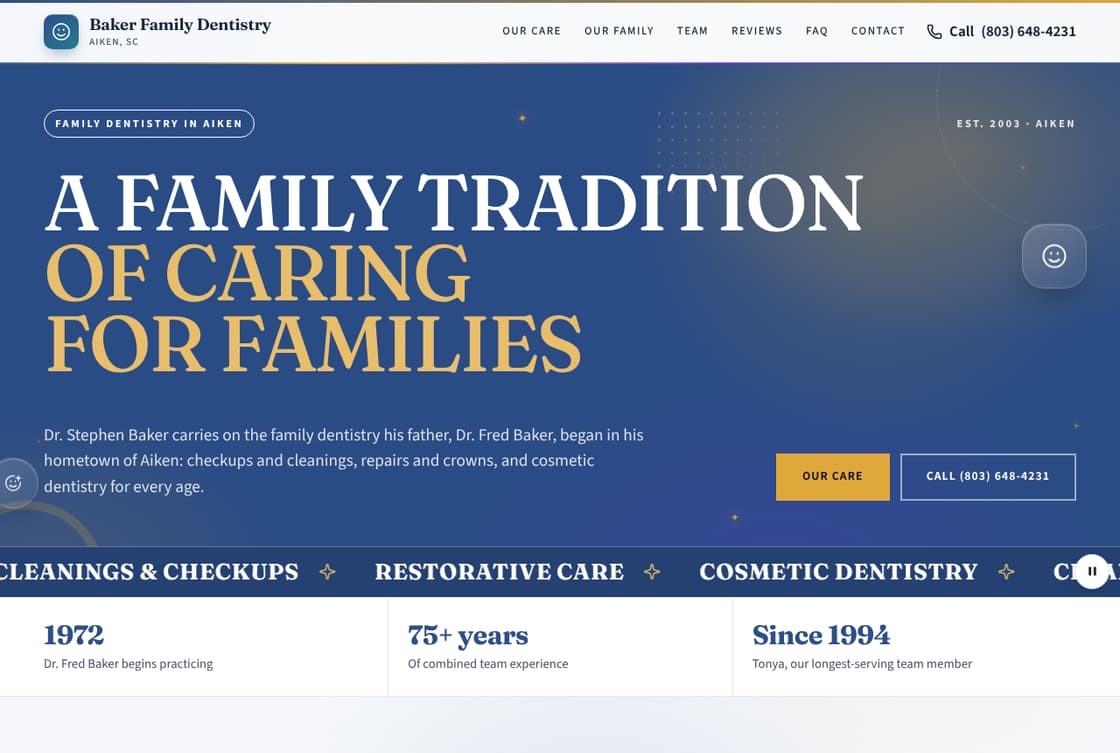 Baker Family Dentistry
AIKEN, SC
OUR CARE
OUR FAMILY
TEAM
REVIEWS
FAQ
CONTACT
Call (803) 648-4231
FAMILY DENTISTRY IN AIKEN
EST. 2003 · AIKEN
A FAMILY TRADITION
OF CARING
FOR FAMILIES
Dr. Stephen Baker carries on the family dentistry his father, Dr. Fred Baker, began in his
hometown of Aiken: checkups and cleanings, repairs and crowns, and cosmetic
dentistry for every age.
OUR CARE
CALL (803) 648-4231
CLEANINGS & CHECKUPS
RESTORATIVE CARE
COSMETIC DENTISTRY
1972
Dr. Fred Baker begins practicing
75+ years
Of combined team experience
Since 1994
Tonya, our longest-serving team member